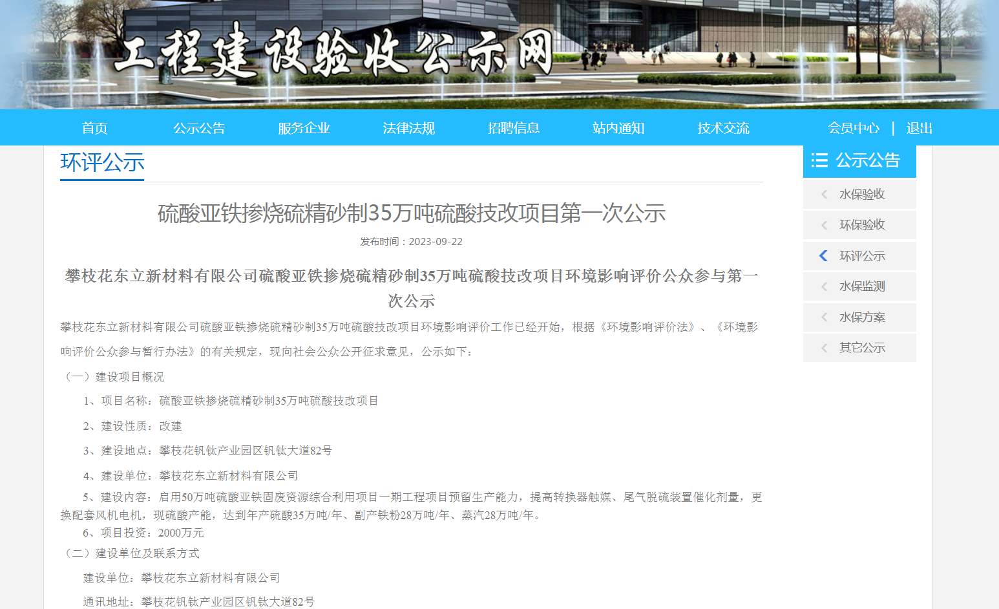 工程建设验收公示网
首页 公示公告 服务企业 法律法规 招聘信息 站内通知 技术交流 会员中心 | 退出
环评公示
硫酸亚铁掺烧硫精砂制35万吨硫酸技改项目第一次公示
发布时间：2023-09-22
攀枝花东立新材料有限公司硫酸亚铁掺烧硫精砂制35万吨硫酸技改项目环境影响评价公众参与第一
次公示
攀枝花东立新材料有限公司硫酸亚铁掺烧硫精砂制35万吨硫酸技改项目环境影响评价工作已经开始，根据《环境影响评价法》、《环境影
响评价公众参与暂行办法》的有关规定，现向社会公众公开征求意见，公示如下：
（一）建设项目概况
1、项目名称：硫酸亚铁掺烧硫精砂制35万吨硫酸技改项目
2、建设性质：改建
3、建设地点：攀枝花钒钛产业园区钒钛大道82号
4、建设单位：攀枝花东立新材料有限公司
5、建设内容：启用50万吨硫酸亚铁固废资源综合利用项目一期工程项目预留生产能力，提高转换器触媒、尾气脱硫装置催化剂量，更
换配套风机电机，现硫酸产能，达到年产硫酸35万吨/年、副产铁粉28万吨/年、蒸汽28万吨/年。
6、项目投资：2000万元
（二）建设单位及联系方式
建设单位：攀枝花东立新材料有限公司
通讯地址：攀枝花钒钛产业园区钒钛大道82号
公示公告
水保验收
环保验收
环评公示
水保监测
水保方案
其它公示